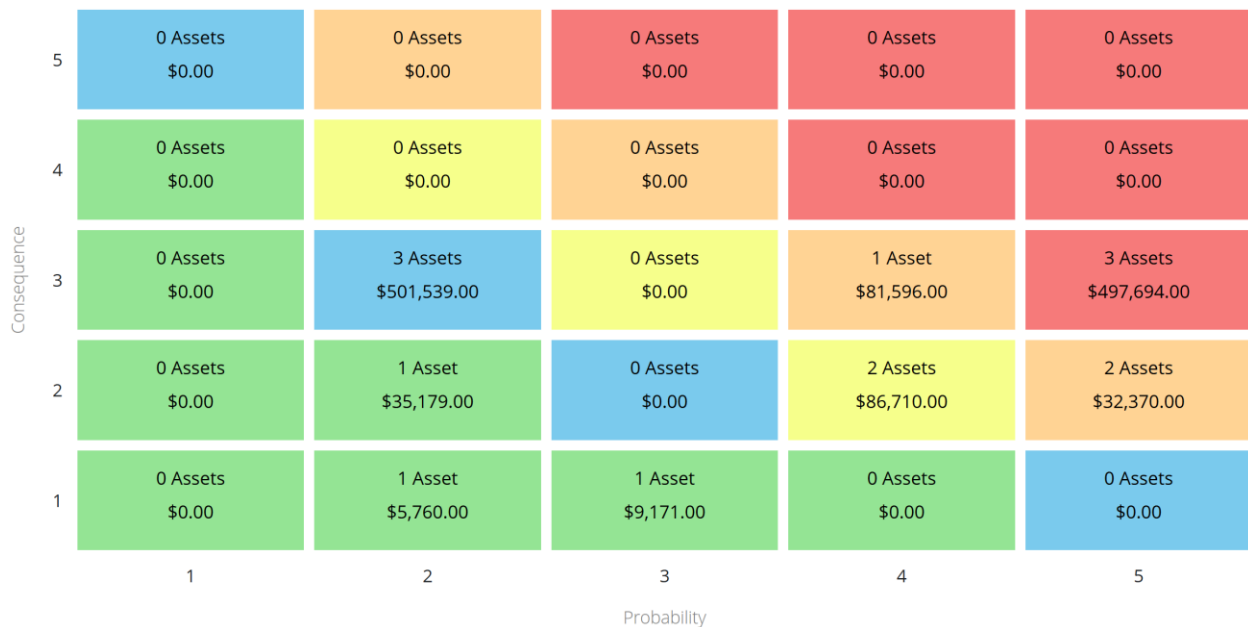 5
0 Assets
$0.00
0 Assets
$0.00
0 Assets
$0.00
0 Assets
$0.00
0 Assets
$0.00
4
0 Assets
$0.00
0 Assets
$0.00
0 Assets
$0.00
0 Assets
$0.00
0 Assets
$0.00
Consequence
3
0 Assets
$0.00
3 Assets
$501,539.00
0 Assets
$0.00
1 Asset
$81,596.00
3 Assets
$497,694.00
2
0 Assets
$0.00
1 Asset
$35,179.00
0 Assets
$0.00
2 Assets
$86,710.00
2 Assets
$32,370.00
1
0 Assets
$0.00
1 Asset
$5,760.00
1 Asset
$9,171.00
0 Assets
$0.00
0 Assets
$0.00
1
2
3
4
5
Probability